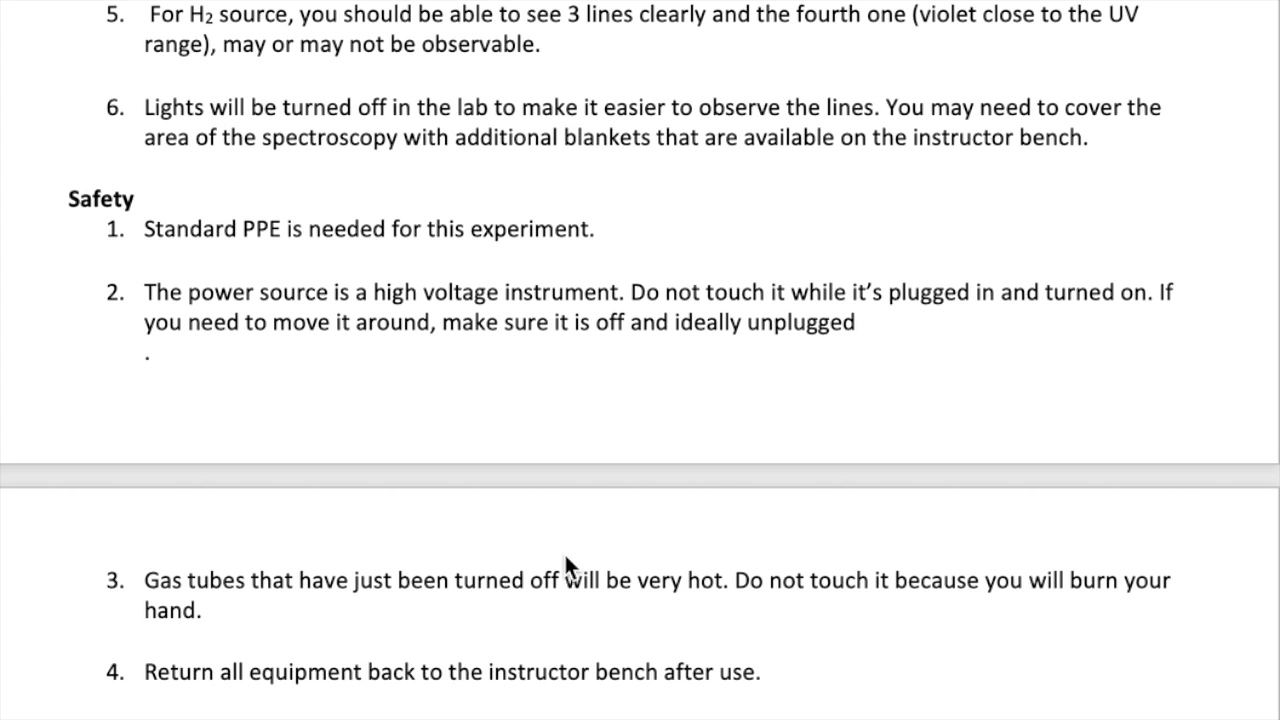 5. For H₂ source, you should be able to see 3 lines clearly and the fourth one (violet close to the UV
range), may or may not be observable.
6. Lights will be turned off in the lab to make it easier to observe the lines. You may need to cover the
area of the spectroscopy with additional blankets that are available on the instructor bench.
Safety
1. Standard PPE is needed for this experiment.
2. The power source is a high voltage instrument. Do not touch it while it’s plugged in and turned on. If
you need to move it around, make sure it is off and ideally unplugged
.
3. Gas tubes that have just been turned off will be very hot. Do not touch it because you will burn your
hand.
4. Return all equipment back to the instructor bench after use.